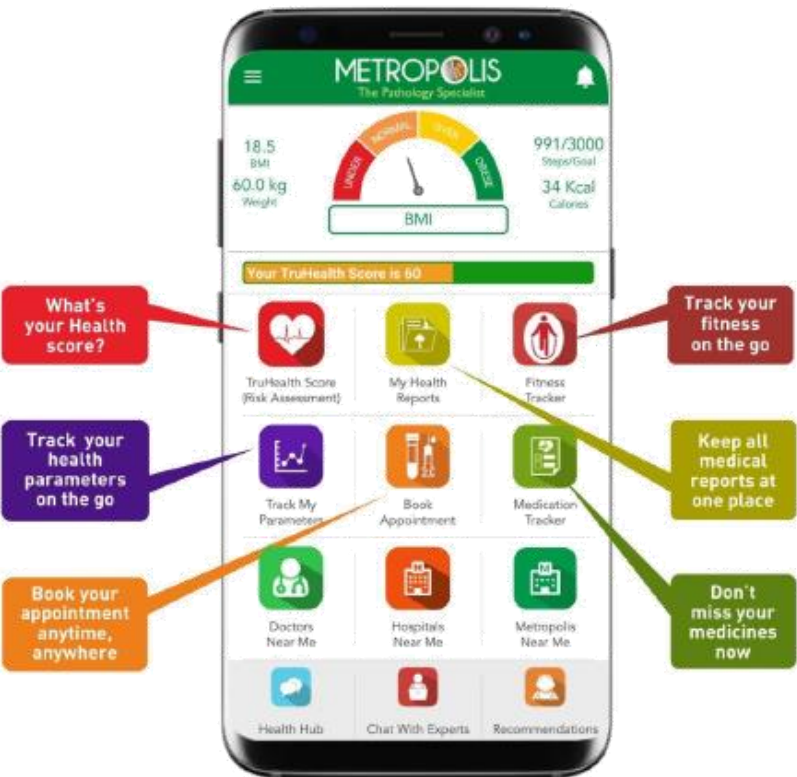 METROPOLIS
The Pathology Specialist
18.5
BMI
60.0 kg
Weight
UNDER
NORMAL
OVER
OBESE
BMI
991/3000
Steps/Goal
34 Kcal
Calories
Your TruHealth Score is 60
What's
your Health
score?
Track your
health
parameters
on the go
Book your
appointment
anytime,
anywhere
TruHealth Score
(Risk Assessment)
My Health
Reports
Fitness
Tracker
Track My
Parameters
Book
Appointment
Medication
Tracker
Doctors
Near Me
Hospitals
Near Me
Metropolis
Near Me
Health Hub
Chat With Experts
Recommendations
Track your
fitness
on the go
Keep all
medical
reports at
one place
Don't
miss your
medicines
now